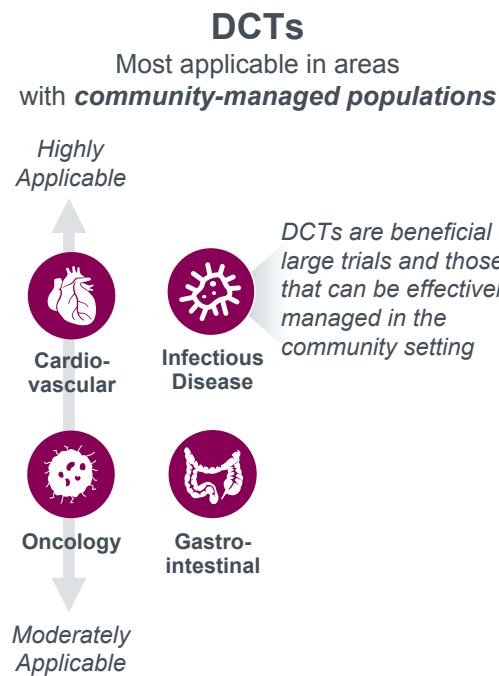 DCTs
Most applicable in areas
with community-managed populations
Highly
Applicable
DCTs are beneficial
large trials and those
that can be effectivel
managed in the
community setting
Cardio-
vascular
Infectious
Disease
Oncology
Gastro-
intestinal
Moderately
Applicable